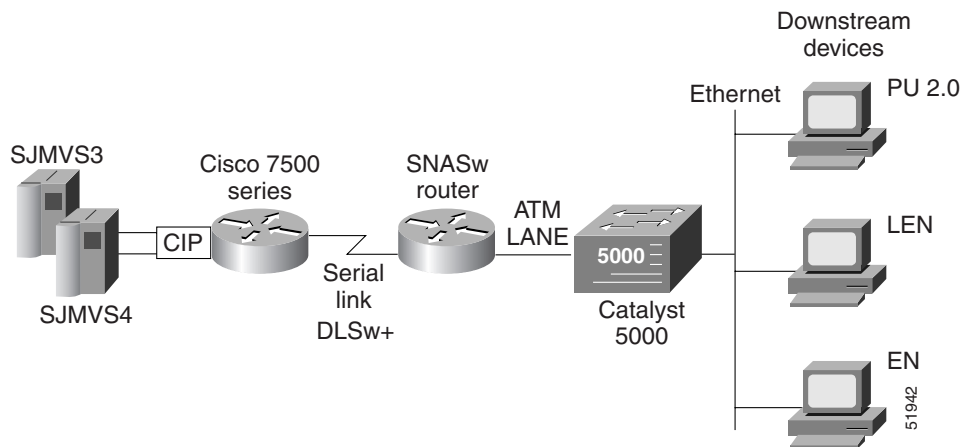 Downstream
devices
PU 2.0
Ethernet
SJMVS3
Cisco 7500
series
SNASw
router
ATM
LANE
LEN
CIP
5000
SJMVS4
Serial
link
DLSw+
Catalyst
5000
EN
51942